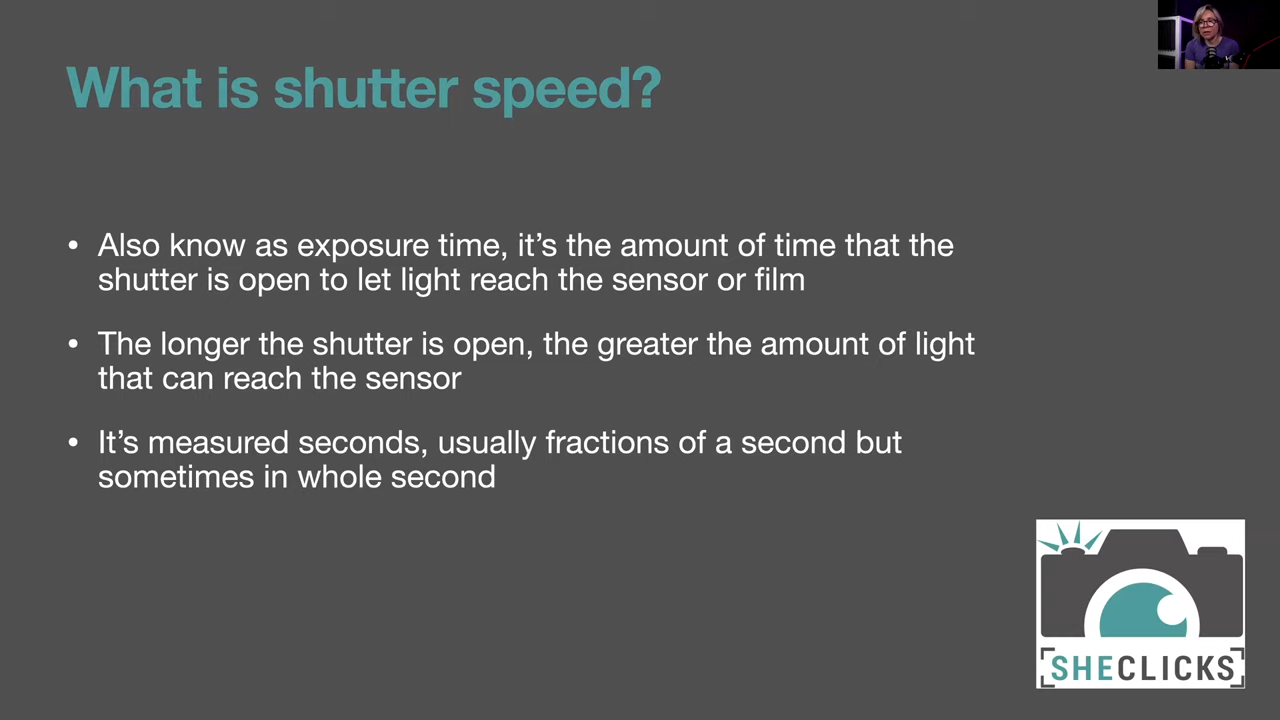 What is shutter speed?
• Also know as exposure time, it’s the amount of time that the
shutter is open to let light reach the sensor or film
• The longer the shutter is open, the greater the amount of light
that can reach the sensor
• It’s measured seconds, usually fractions of a second but
sometimes in whole second
SHECLICKS